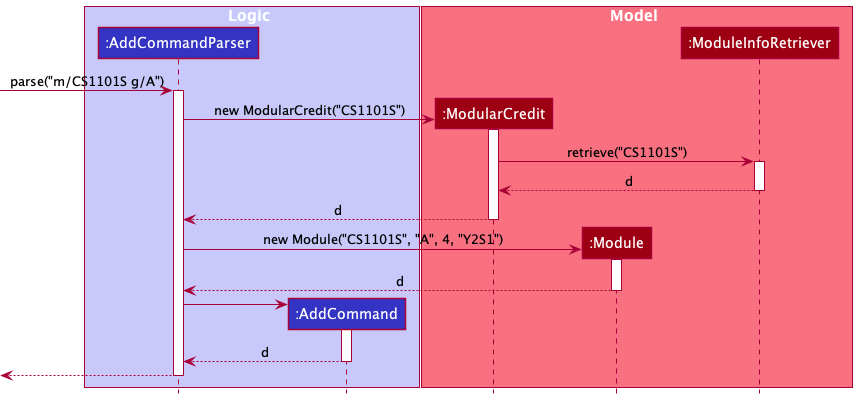 Logic
Model
:AddCommandParser
:ModuleInfoRetriever
parse("m/CS1101S g/A")
new ModularCredit("CS1101S")
:ModularCredit
retrieve("CS1101S")
d
d
new Module("CS1101S", "A", 4, "Y2S1")
:Module
d
:AddCommand
d